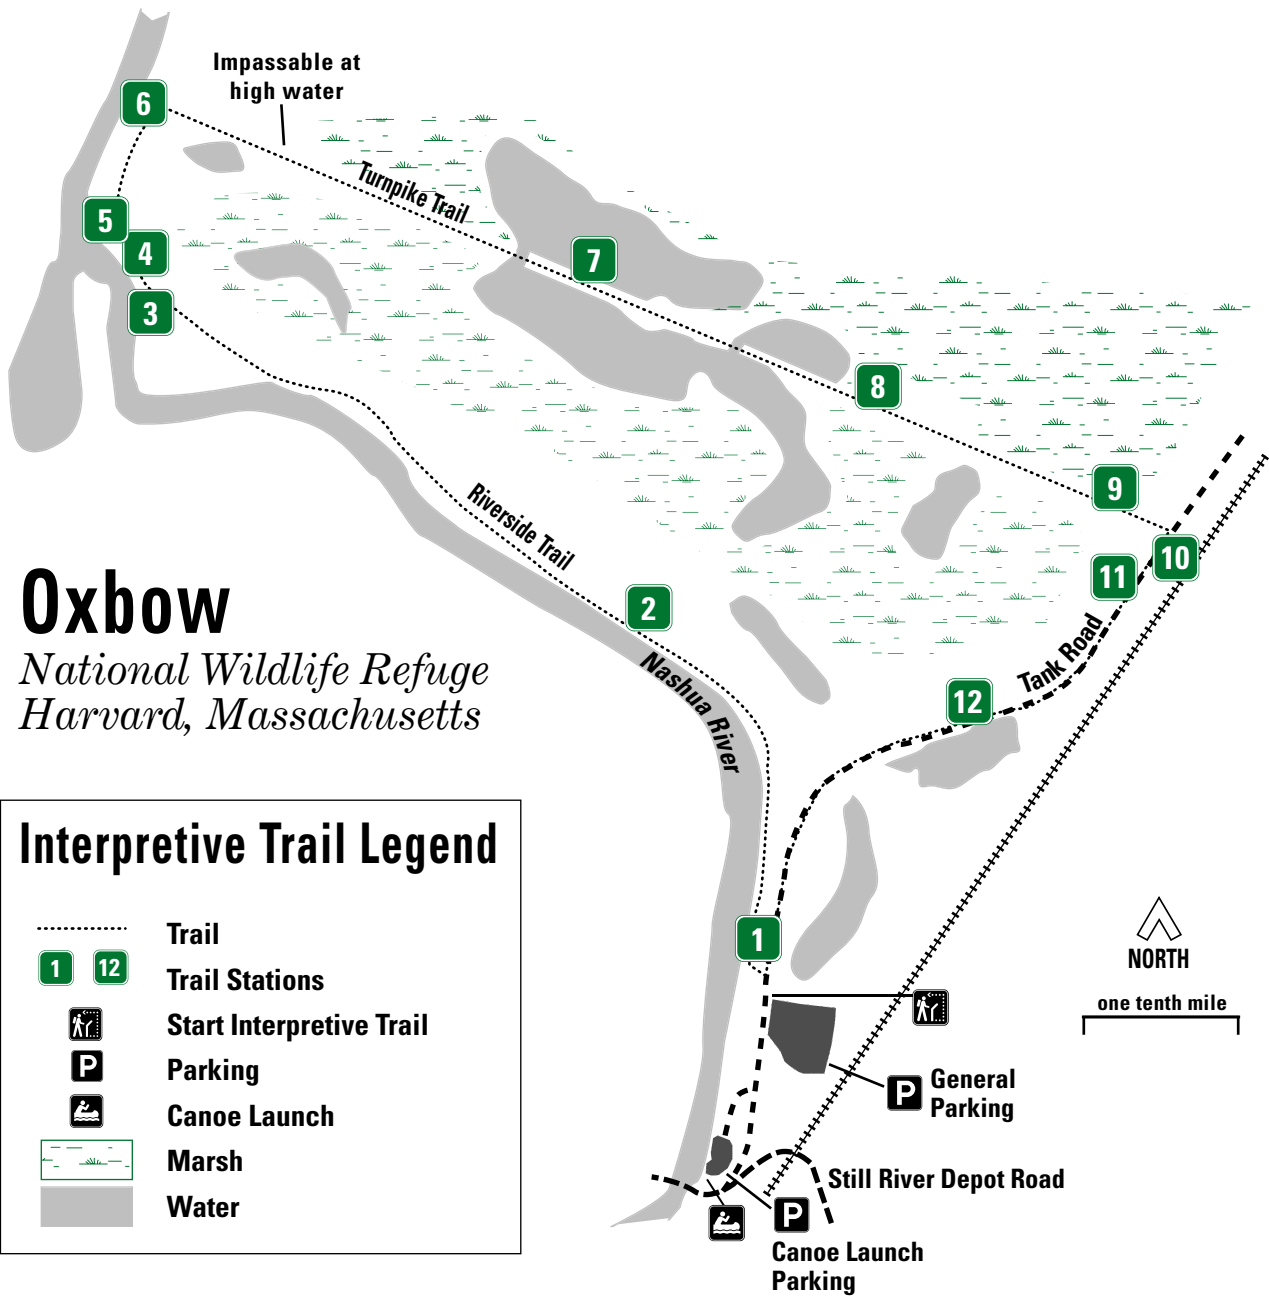 Impassable at
high water
6
Turnpike Trail
5
4
7
3
8
9
Riverside Trail
10
11
2
Oxbow
National Wildlife Refuge
Harvard, Massachusetts
Nashua River
Tank Road
12
Interpretive Trail Legend
Trail
1 12
Trail Stations
Start Interpretive Trail
P
Parking
Canoe Launch
Marsh
Water
1
NORTH
one tenth mile
P
General
Parking
Still River Depot Road
P
Canoe Launch
Parking